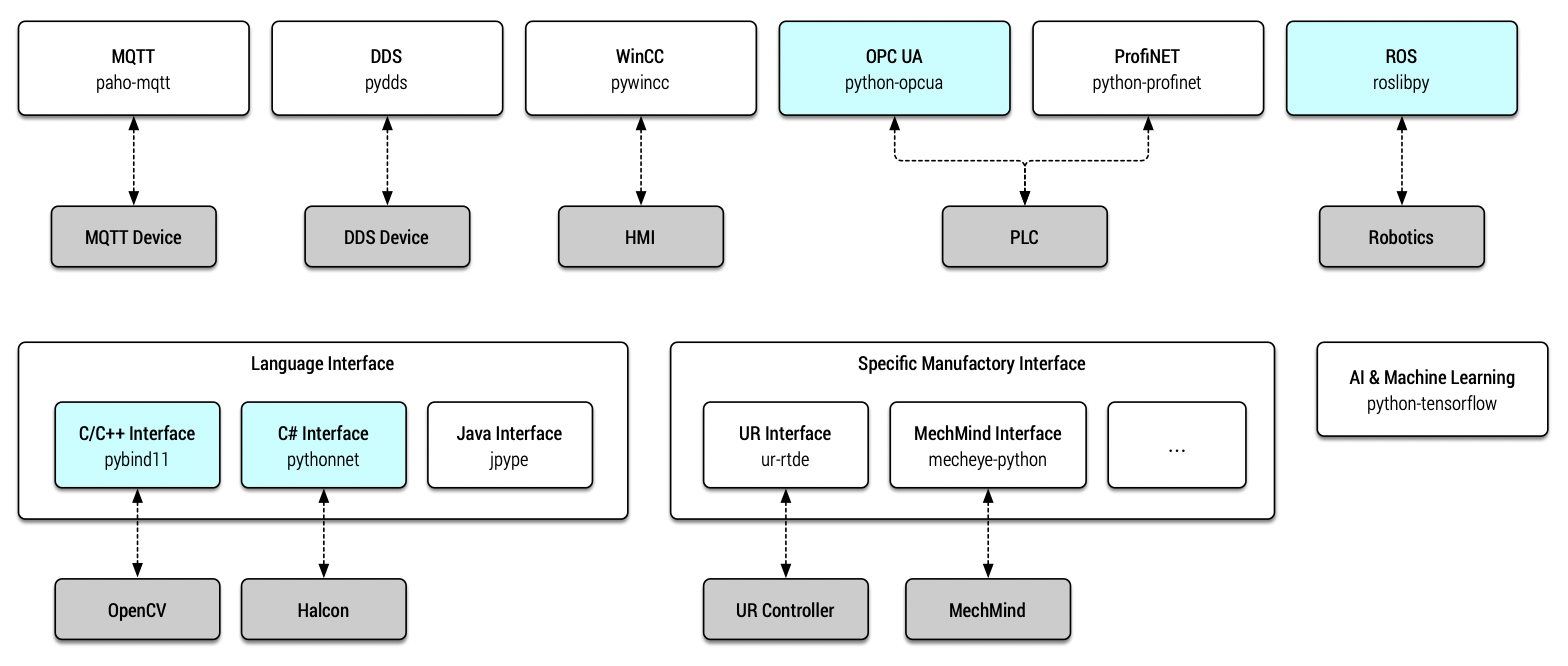 MQTT
paho-mqtt
DDS
pydds
WinCC
pywincc
OPC UA
python-opcua
ProfiNET
python-profinet
ROS
roslibpy
MQTT Device
DDS Device
HMI
PLC
Robotics
Language Interface
C/C++ Interface
pybind11
C# Interface
pythonnet
Java Interface
jpype
OpenCV
Halcon
Specific Manufactory Interface
UR Interface
ur-rtde
MechMind Interface
mecheye-python
...
UR Controller
MechMind
AI & Machine Learning
python-tensorflow